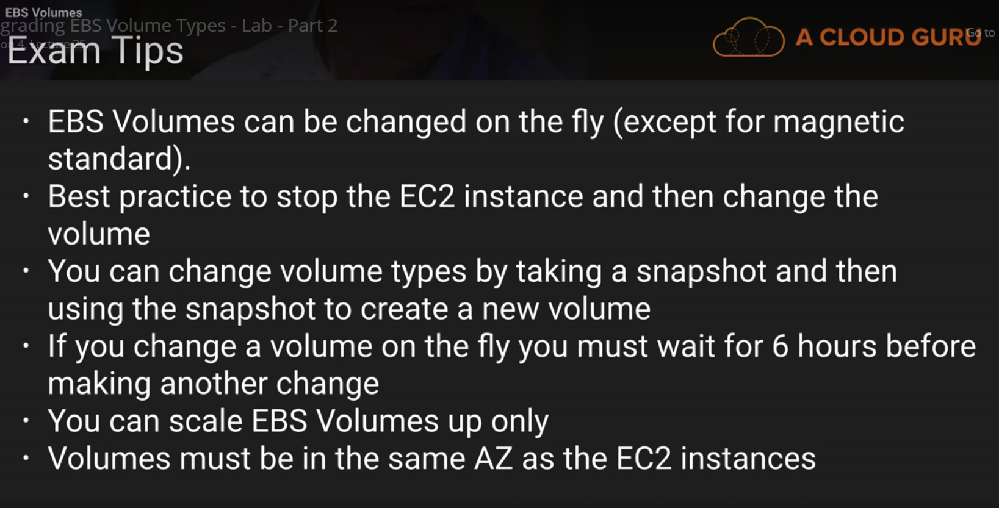 EBS Volumes
grading EBS Volume Types - Lab - Part 2
on 4, Lecture 25
Exam Tips
A CLOUD GURU
Go to
• EBS Volumes can be changed on the fly (except for magnetic
standard).
• Best practice to stop the EC2 instance and then change the
volume
• You can change volume types by taking a snapshot and then
using the snapshot to create a new volume
• If you change a volume on the fly you must wait for 6 hours before
making another change
• You can scale EBS Volumes up only
• Volumes must be in the same AZ as the EC2 instances